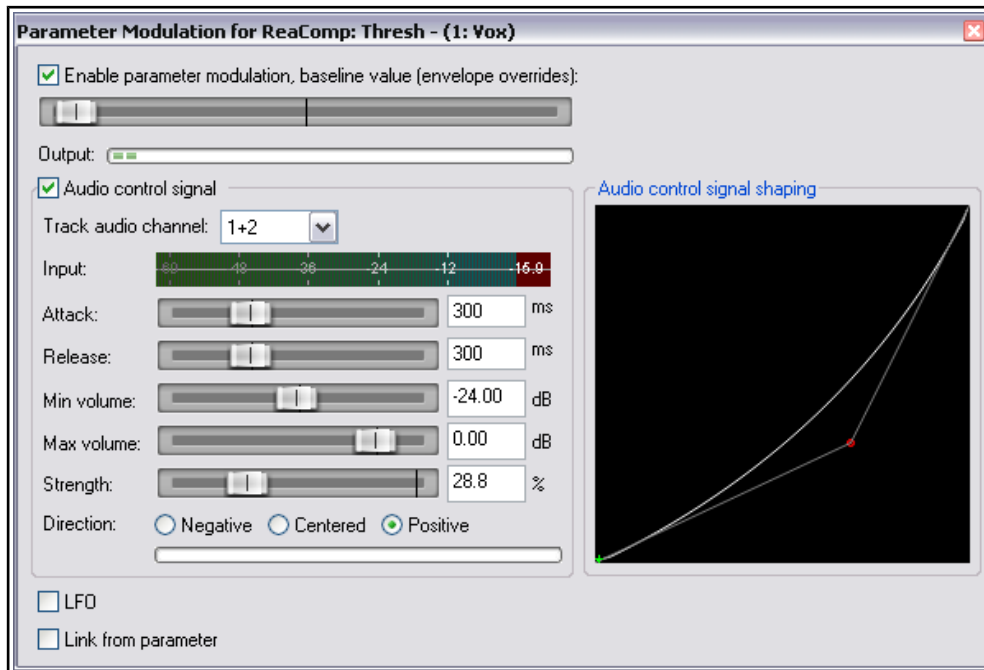 Parameter Modulation for ReaComp: Thresh - (1: Vox)
Enable parameter modulation, baseline value (envelope overrides):
Output:
Audio control signal
Audio control signal shaping
Track audio channel: 1+2
Input: -60 -48 -36 -24 -12 -15.9
Attack: 300 ms
Release: 300 ms
Min volume: -24.00 dB
Max volume: 0.00 dB
Strength: 28.8 %
Direction: Negative Centered Positive
LFO
Link from parameter